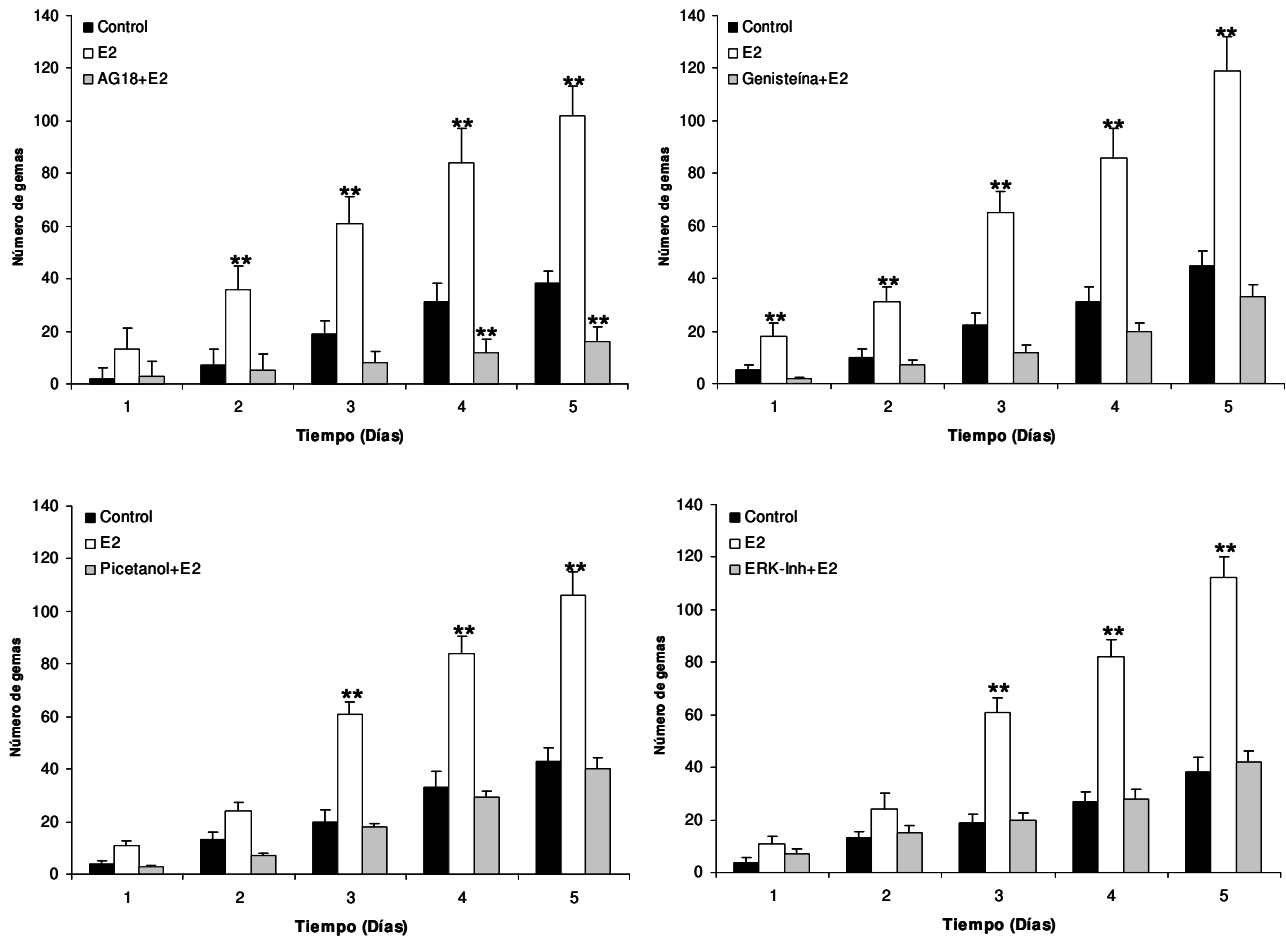 Control
E2
AG18+E2
Número de gemas
140
120
100
80
60
40
20
0
**
**
**
**
**
**
1 2 3 4 5
Tiempo (Días)
Control
E2
Genisteína+E2
Número de gemas
140
120
100
80
60
40
20
0
**
**
**
**
**
1 2 3 4 5
Tiempo (Días)
Control
E2
Picetanol+E2
Número de gemas
140
120
100
80
60
40
20
0
**
**
**
1 2 3 4 5
Tiempo (Días)
Control
E2
ERK-Inh+E2
Número de gemas
140
120
100
80
60
40
20
0
**
**
**
1 2 3 4 5
Tiempo (Días)